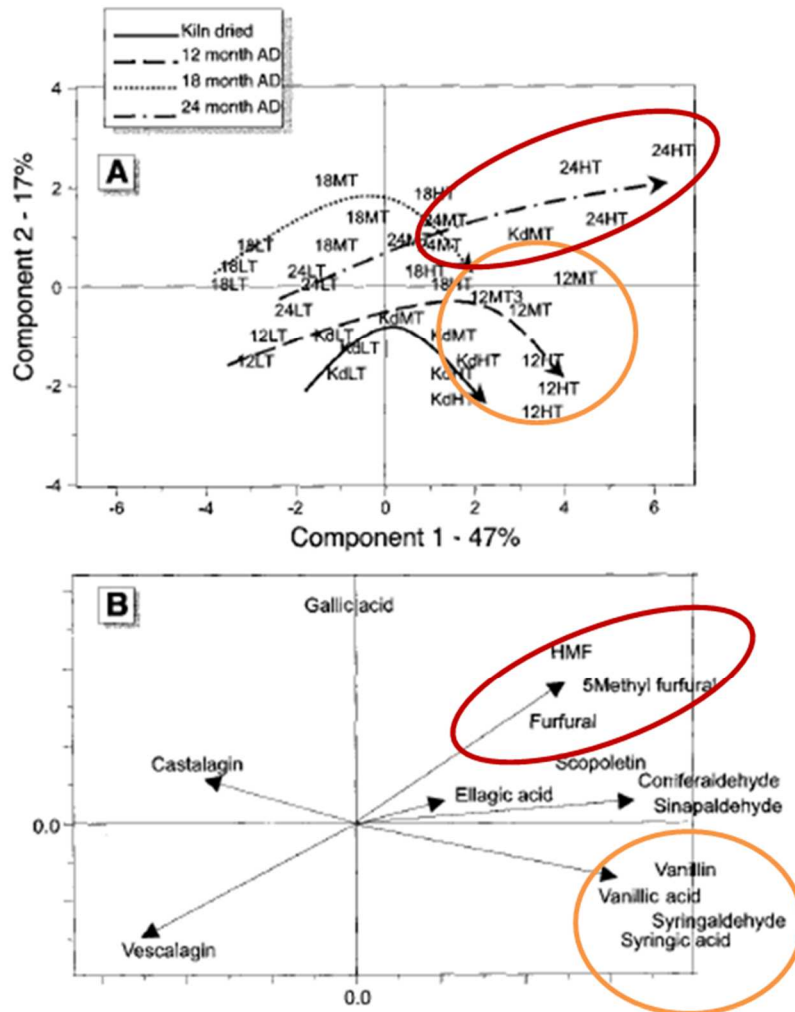 Kiln dried
12 month AD
18 month AD
24 month AD
A
4
2
0
-2
-4
Component 2 - 17%
24HT
24HT
18MT
18HT
18MT
24MT
24HT
KdMT
18LT
18MT
24MT
24MT
18LT
24LT
18HT
12MT
18LT
24LT
18HT
12MT3
24LT
12MT
KdMT
12LT
KdLT
KdMT
12LT
KdLT
KdHT
12HT
KdLT
KdHT
12HT
KdHT
12HT
-6 -4 -2 0 2 4 6
Component 1 - 47%
B
Gallic acid
HMF
5Methyl furfural
Furfural
Castalagin
Scopoletin
Coniferaldehyde
Ellagic acid
Sinapaldehyde
0.0
Vanillin
Vanillic acid
Syringaldehyde
Syringic acid
Vescalagin
0.0